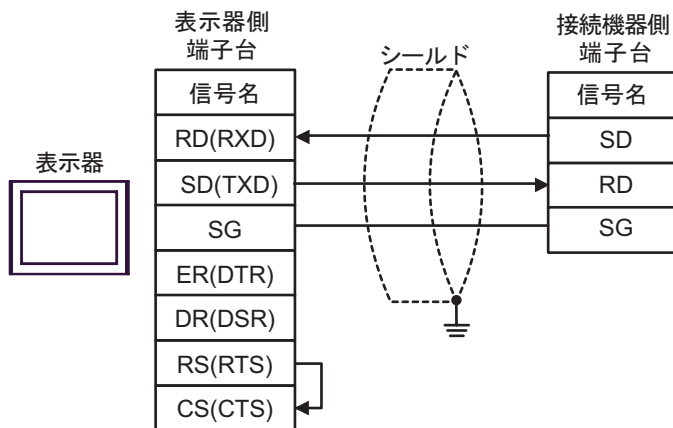 表示器側
端子台
信号名
RD(RXD)
SD(TXD)
SG
ER(DTR)
DR(DSR)
RS(RTS)
CS(CTS)
表示器
シールド
接続機器側
端子台
信号名
SD
RD
SG